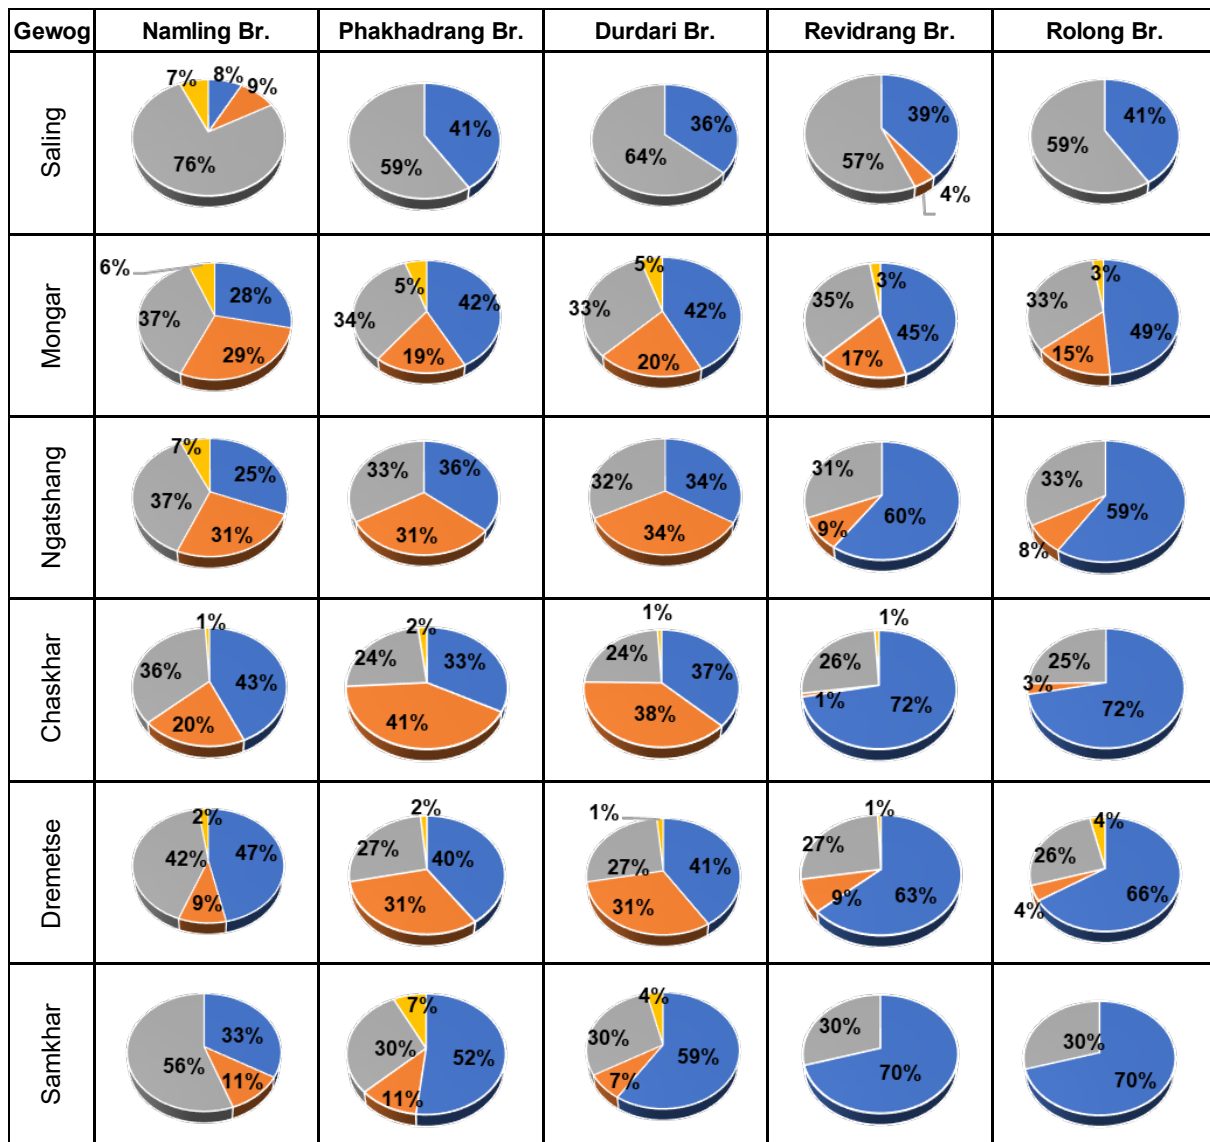 Gewog Namling Br. Phakhadrang Br. Durdari Br. Revidrang Br. Rolong Br.
Saling
7% 8% 9% 76%
41% 59%
36% 64%
39% 57% 4%
41% 59%
Mongar
6% 28% 37% 29%
5% 42% 34% 19%
5% 42% 33% 20%
3% 35% 45% 17%
3% 33% 49% 15%
Ngatshang
7% 25% 37% 31%
33% 36% 31%
32% 34% 34%
31% 60% 9%
33% 59% 8%
Chaskhar
1% 36% 43% 20%
2% 24% 33% 41%
1% 24% 37% 38%
1% 26% 1% 72%
25% 3% 72%
Dremetse
2% 42% 47% 9%
2% 27% 40% 31%
1% 27% 41% 31%
1% 27% 9% 63%
4% 26% 4% 66%
Samkhar
33% 56% 11%
7% 30% 52% 11%
4% 30% 59% 7%
30% 70%
30% 70%